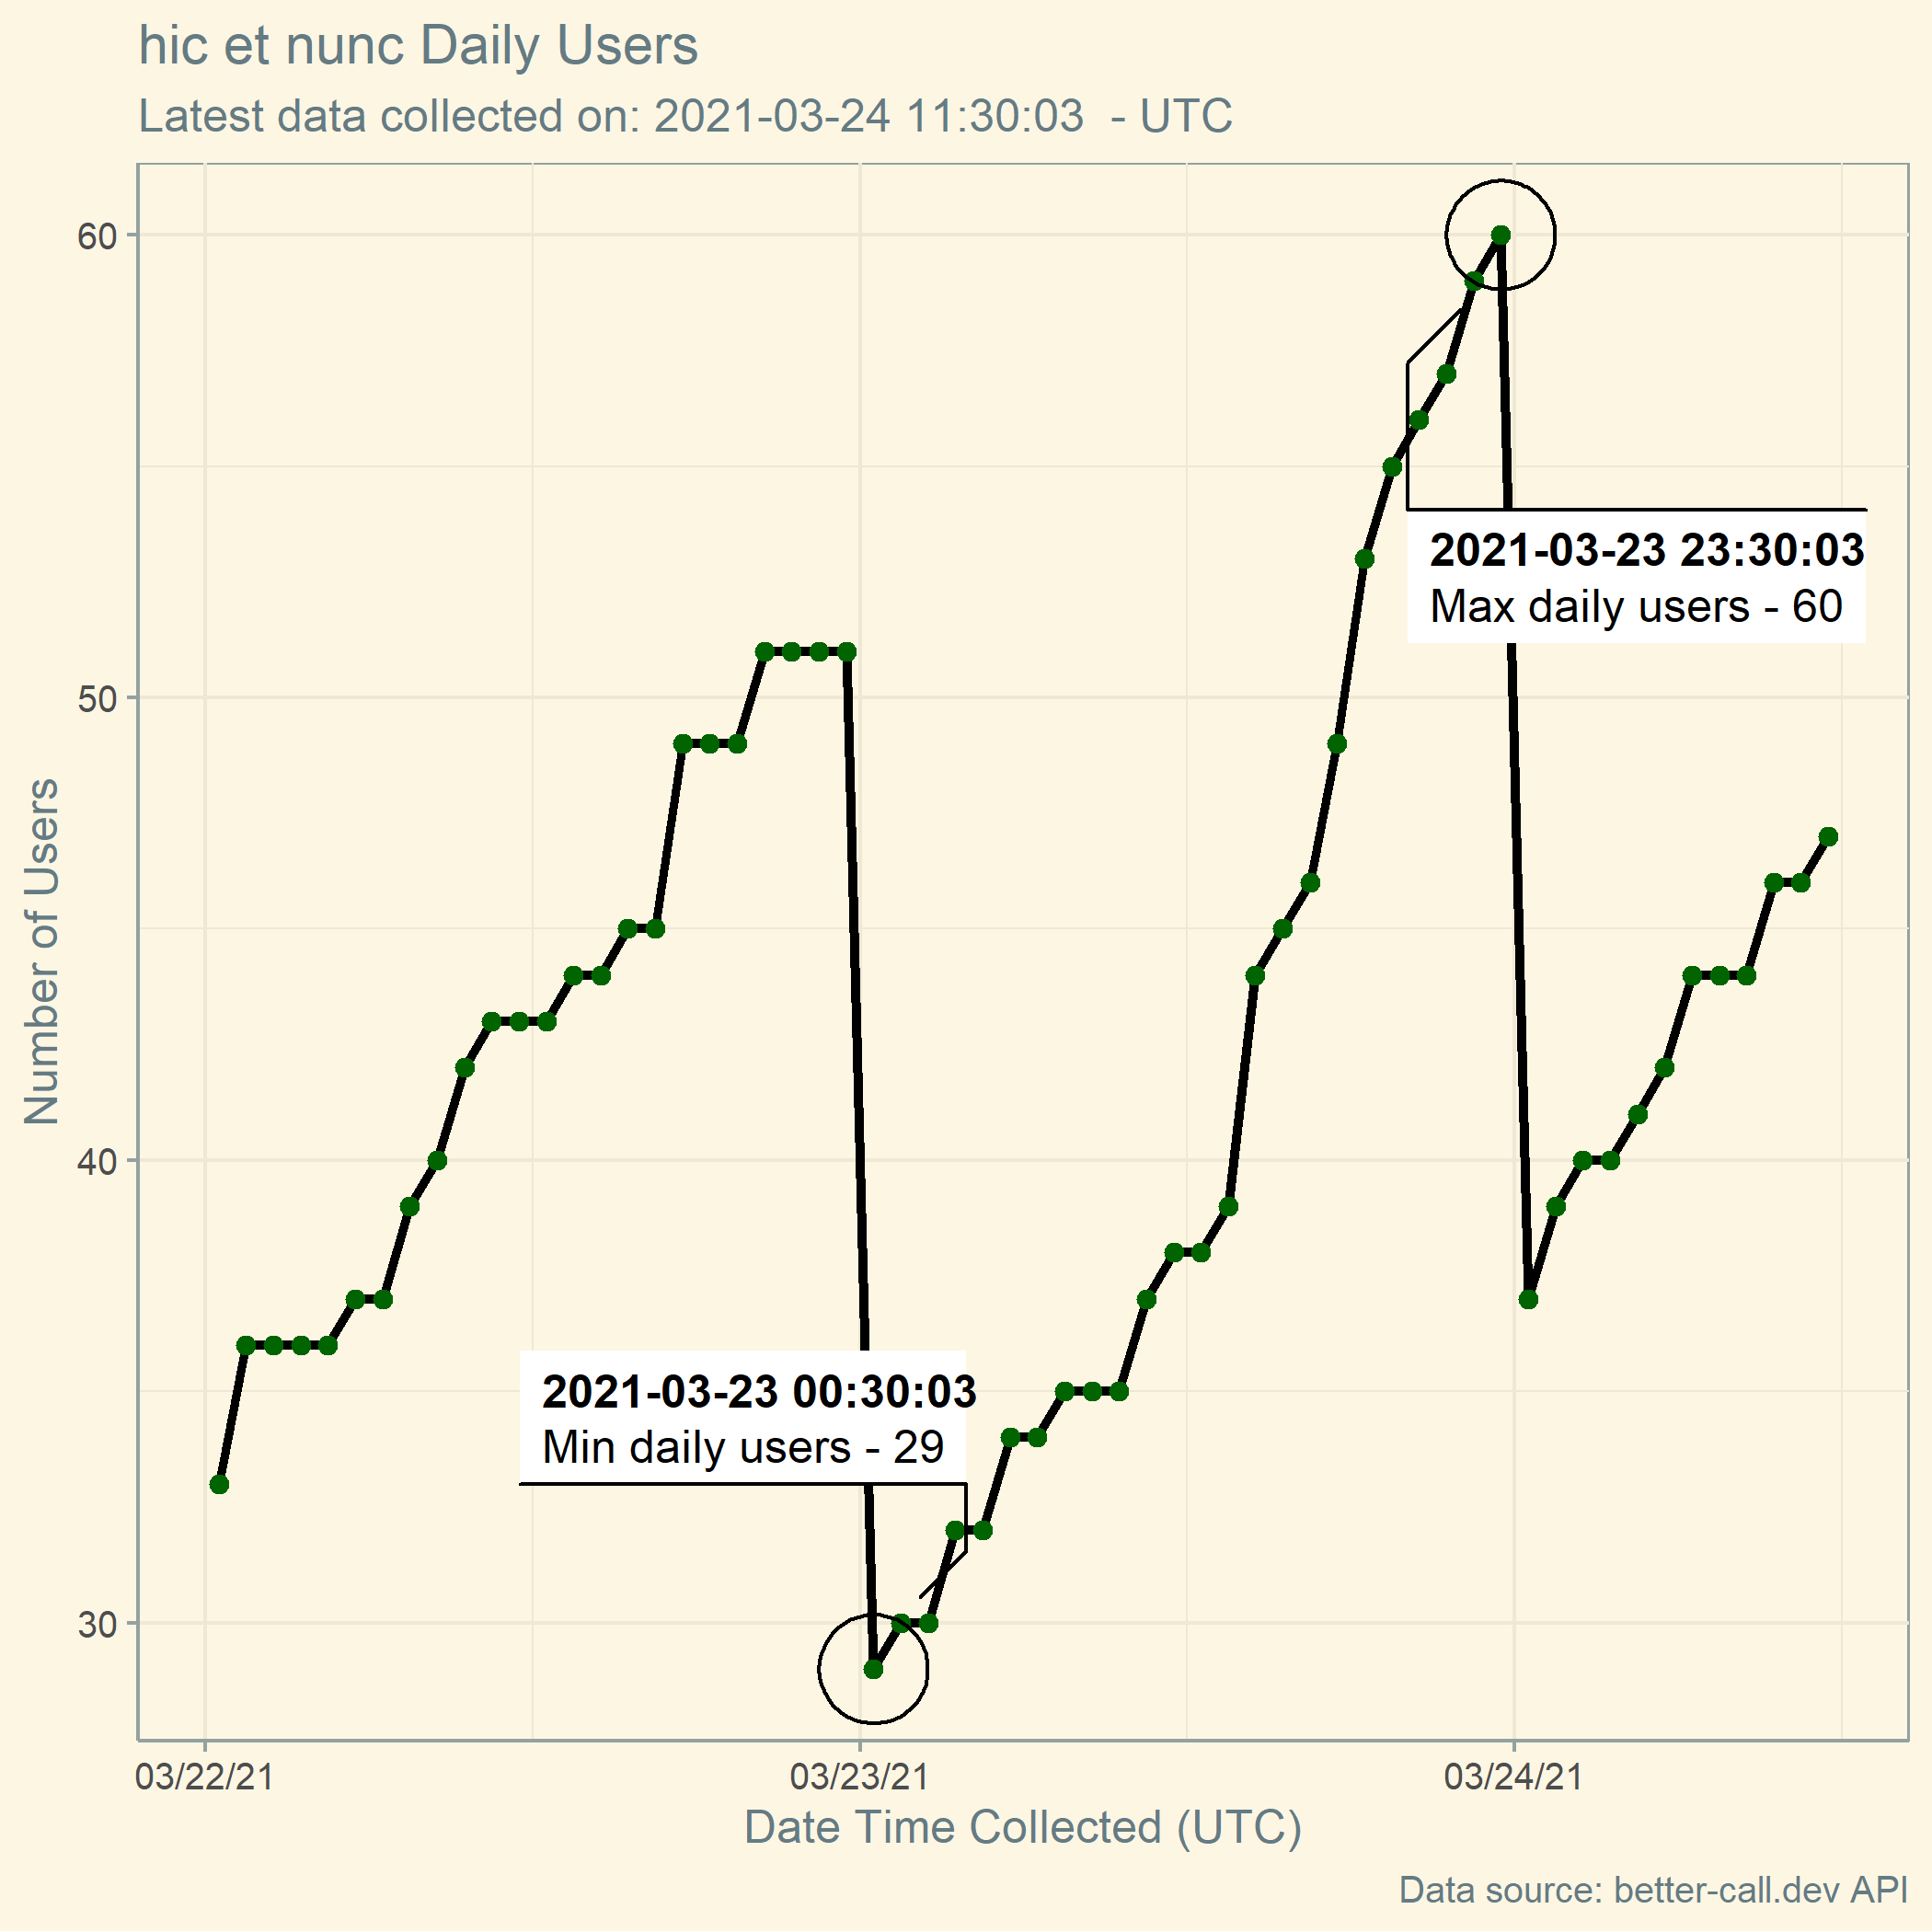 hic et nunc Daily Users
Latest data collected on: 2021-03-24 11:30:03  - UTC
60
2021-03-23 23:30:03
Max daily users - 60
50
Number of Users
40
2021-03-23 00:30:03
Min daily users - 29
30
03/22/21
03/23/21
03/24/21
Date Time Collected (UTC)
Data source: better-call.dev API